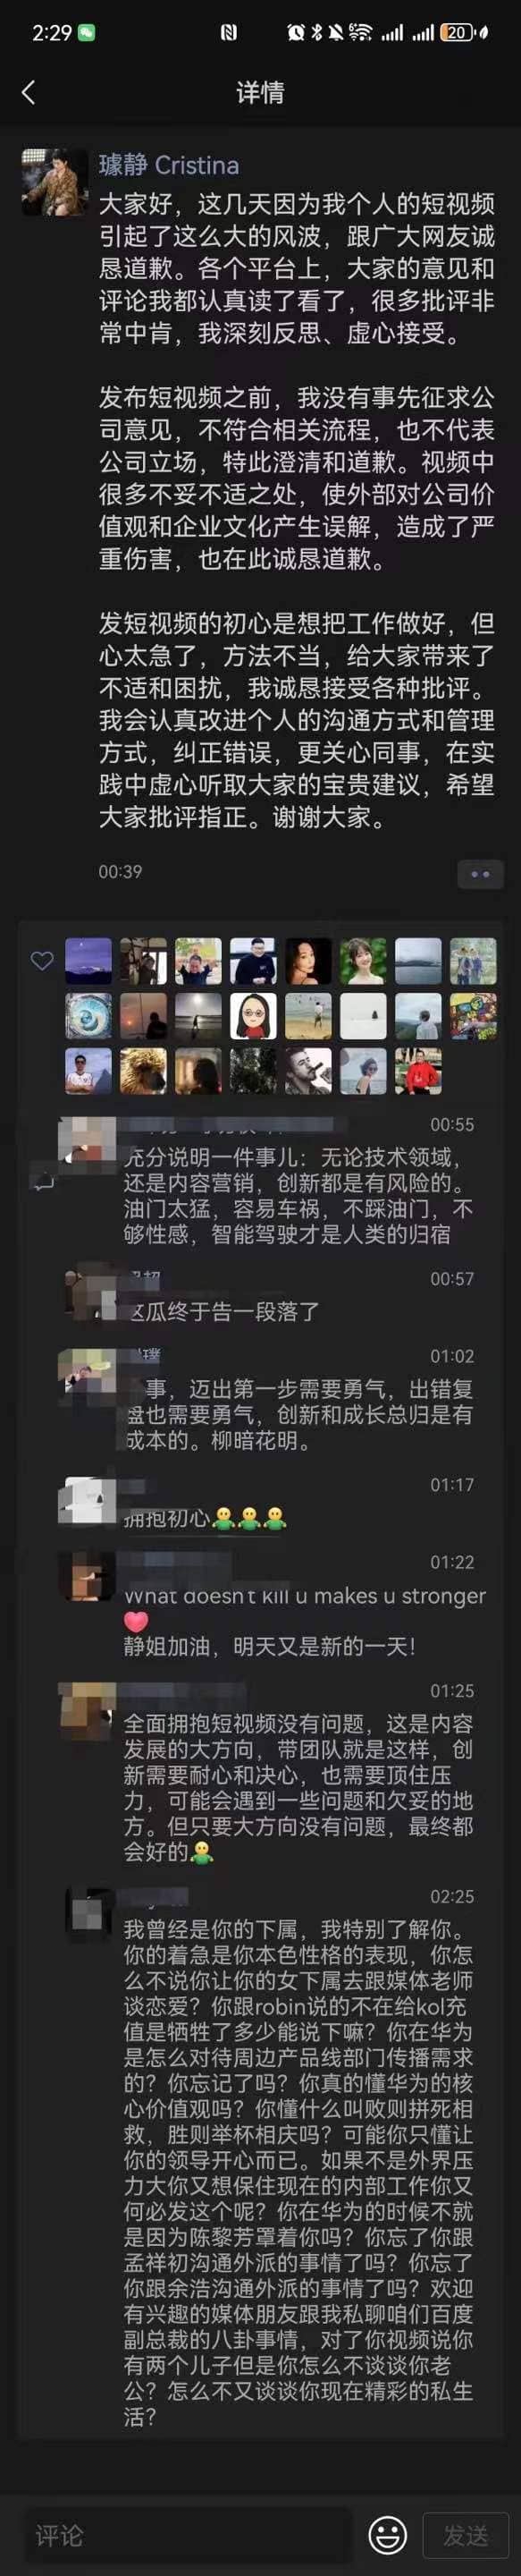 2:29
20
详情
璩静 Cristina
大家好，这几天因为我个人的短视频
引起了这么大的风波，跟广大网友诚
恳道歉。各个平台上，大家的意见和
评论我都认真读了看了，很多批评非
常中肯，我深刻反思、虚心接受。
发布短视频之前，我没有事先征求公
司意见，不符合相关流程，也不代表
公司立场，特此澄清和道歉。视频中
很多不妥不适之处，使外部对公司价
值观和企业文化产生误解，造成了严
重伤害，也在此诚恳道歉。
发短视频的初心是想把工作做好，但
心太急了，方法不当，给大家带来了
不适和困扰，我诚恳接受各种批评。
我会认真改进个人的沟通方式和管理
方式，纠正错误，更关心同事，在实
践中虚心听取大家的宝贵建议，希望
大家批评指正。谢谢大家。
00:39
00:55
充分说明一件事儿：无论技术领域，
还是内容营销，创新都是有风险的。
油门太猛，容易车祸，不踩油门，不
够性感，智能驾驶才是人类的归宿
00:57
这瓜终于告一段落了
01:02
事，迈出第一步需要勇气，出错复
盘也需要勇气，创新和成长总归是有
成本的。柳暗花明。
01:17
拥抱初心
01:22
What doesn't kill u makes u stronger
静姐加油，明天又是新的一天！
01:25
全面拥抱短视频没有问题，这是内容
发展的大方向，带团队就是这样，创
新需要耐心和决心，也需要顶住压
力，可能会遇到一些问题和欠妥的地
方。但只要大方向没有问题，最终都
会好的
02:25
我曾经是你的下属，我特别了解你。
你的着急是你本色性格的表现，你怎
么不说你让你的女下属去跟媒体老师
谈恋爱？你跟robin说的不在给kol充
值是牺牲了多少能说下嘛？你在华为
是怎么对待周边产品线部门传播需求
的？你忘记了吗？你真的懂华为的核
心价值观吗？你懂什么叫败则拼死相
救，胜则举杯相庆吗？可能你只懂让
你的领导开心而已。如果不是外界压
力大你又想保住现在的内部工作你又
何必发这个呢？你在华为的时候不就
是因为陈黎芳罩着你吗？你忘了你跟
孟祥初沟通外派的事情了吗？你忘了
你跟余浩沟通外派的事情了吗？欢迎
有兴趣的媒体朋友跟我私聊咱们百度
副总裁的八卦事情，对了你视频说你
有两个儿子但是你怎么不谈谈你老
公？怎么不又谈谈你现在精彩的私生
活？
评论
发送